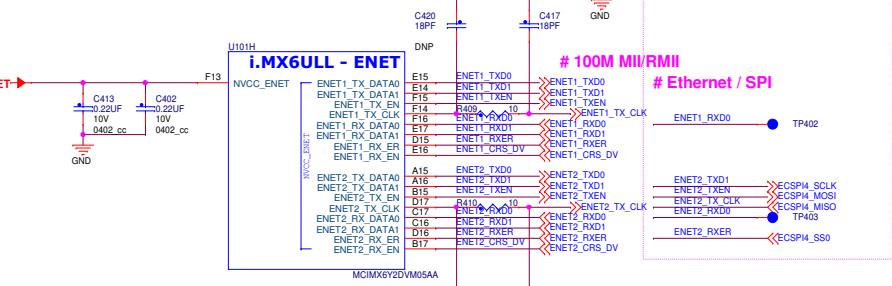 C420
18PF
C417
18PF
GND
DNP
U101H
i.MX6ULL - ENET
# 100M MII/RMII
# Ethernet / SPI
ET
F13
NVCC_ENET
C413
0.22UF
10V
0402_cc
C402
0.22UF
10V
0402_cc
GND
NVCC_ENET
ENET1_TX_DATA0 E15 ENET1_TXD0 ENET1_TXD0
ENET1_TX_DATA1 E14 ENET1_TXD1 ENET1_TXD1
ENET1_TX_EN F15 ENET1_TXEN ENET1_TXEN
ENET1_TX_CLK F14 R409 10 ENET1_TX_CLK
ENET1_RX_DATA0 F16 ENET1_RXD0 ENET1_RXD0
ENET1_RX_DATA1 E17 ENET1_RXD1 ENET1_RXD1
ENET1_RX_ER D15 ENET1_RXER ENET1_RXER
ENET1_RX_EN E16 ENET1_CRS_DV ENET1_CRS_DV
ENET1_RXD0 TP402
ENET2_TX_DATA0 A15 ENET2_TXD0 ENET2_TXD0
ENET2_TX_DATA1 A16 ENET2_TXD1 ENET2_TXD1
ENET2_TX_EN B15 ENET2_TXEN ENET2_TXEN
ENET2_TX_CLK D17 R410 10 ENET2_TX_CLK
ENET2_RX_DATA0 C17 ENET2_RXD0 ENET2_RXD0
ENET2_RX_DATA1 C16 ENET2_RXD1 ENET2_RXD1
ENET2_RX_ER D16 ENET2_RXER ENET2_RXER
ENET2_RX_EN B17 ENET2_CRS_DV ENET2_CRS_DV
ENET2_TXD1 ECSPI4_SCLK
ENET2_TXEN ECSPI4_MOSI
ENET2_TX_CLK ECSPI4_MISO
ENET2_RXD0 TP403
ENET2_RXER ECSPI4_SS0
MCIMX6Y2DVM05AA